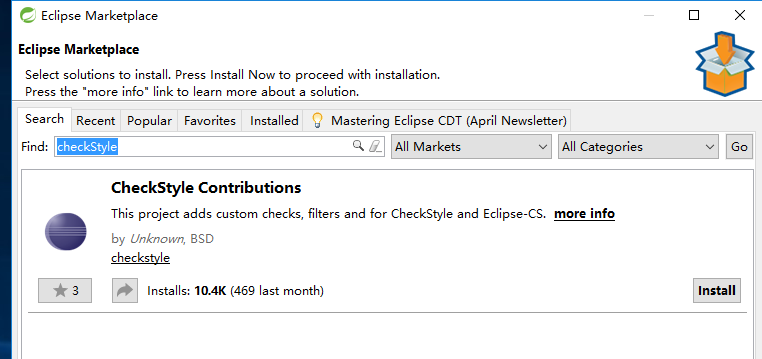 Eclipse Marketplace
Eclipse Marketplace
Select solutions to install. Press Install Now to proceed with installation.
Press the "more info" link to learn more about a solution.
Search Recent Popular Favorites Installed Mastering Eclipse CDT (April Newsletter)
Find: checkStyle All Markets All Categories Go
CheckStyle Contributions
This project adds custom checks, filters and for CheckStyle and Eclipse-CS. more info
by Unknown, BSD
checkstyle
3 Installs: 10.4K (469 last month) Install